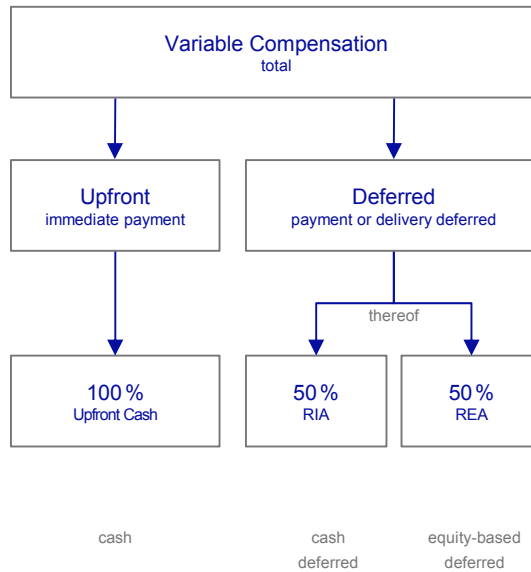 Variable Compensation
total
Upfront
immediate payment
Deferred
payment or delivery deferred
thereof
100 %
Upfront Cash
50 %
RIA
50 %
REA
cash
cash
deferred
equity-based
deferred